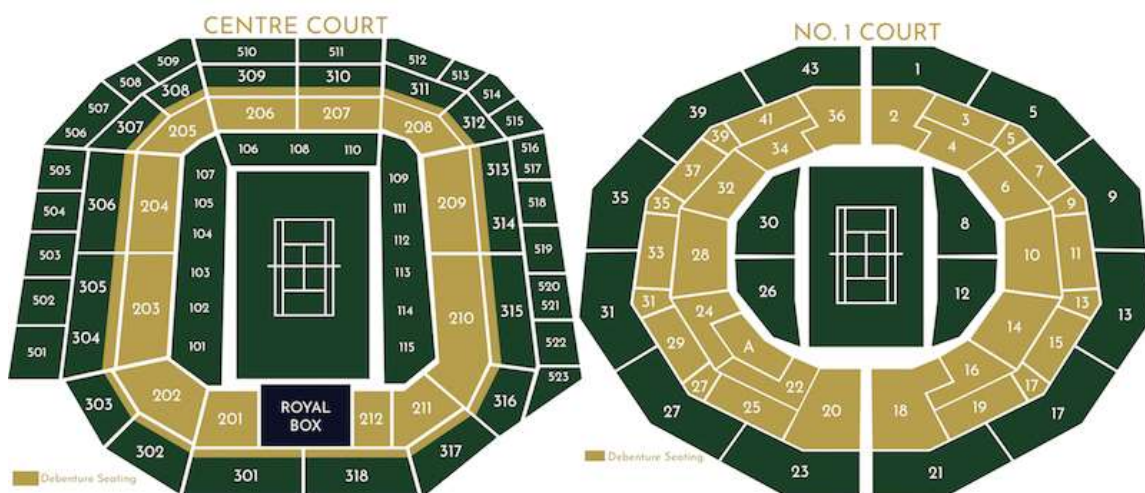 CENTRE COURT
510 511
509 512
309 310
508 308 311 513
514
507 307 206 207 312 515
205 208
506 106 108 110 516
505 107 109 313 517
306 204 105 111 209 518
504 104 112 314
503 103 113 519
305 520
502 203 102 114 210 315 521
304
501 101 115 522
523
303 202 201 ROYAL
BOX 212 211 316
302 317
301 318
Debenture Seating
NO. 1 COURT
43 1
39 5
41 36 2 3
39 34 4 5
37 7
32 6
35 35 9 9
30 8
33 28 10 11
26 12
31 31 24 13 13
14
29 A 15
16
27 22 17
27 25 20 18 19 17
23 21
Debenture Seating